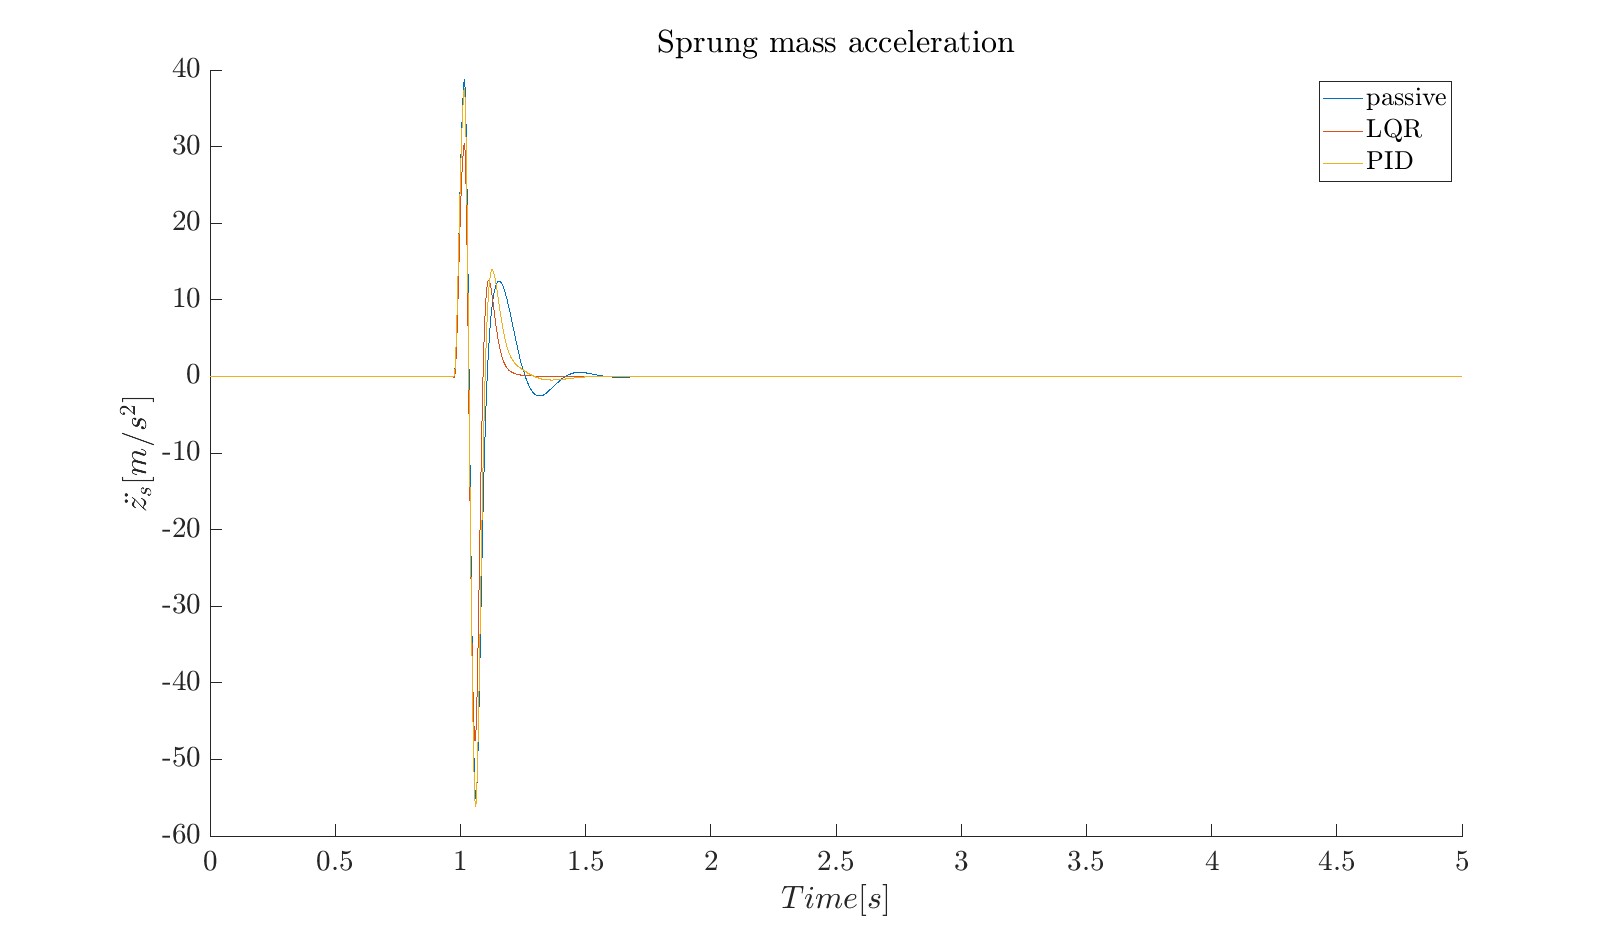 Sprung mass acceleration
40
30
20
10
0
-10
-20
-30
-40
-50
-60
z̈ₛ[m/s²]
passive
LQR
PID
0 0.5 1 1.5 2 2.5 3 3.5 4 4.5 5
Time[s]